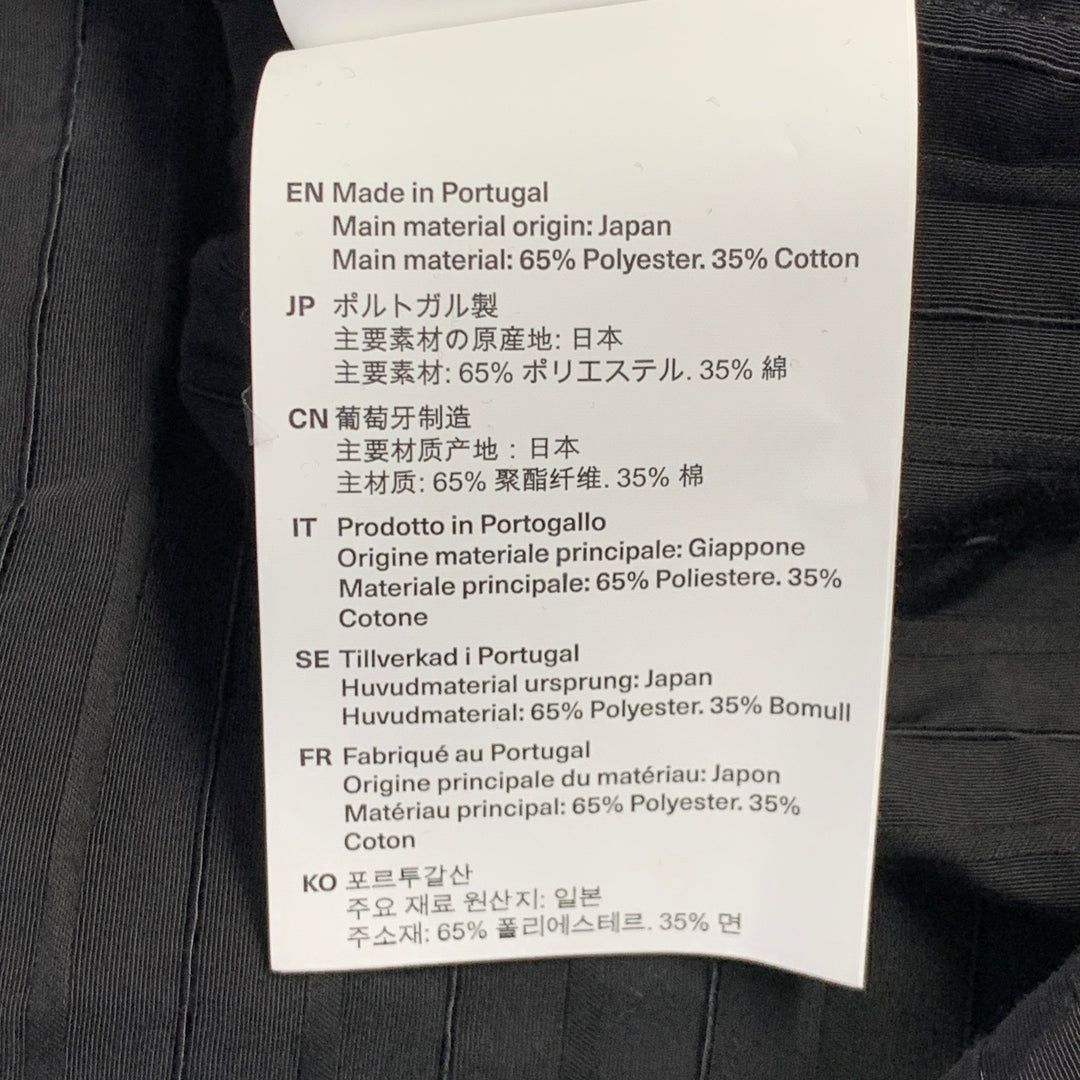 EN Made in Portugal
Main material origin: Japan
Main material: 65% Polyester. 35% Cotton
JP ポルトガル製
主要素材の原産地: 日本
主要素材: 65% ポリエステル. 35% 綿
CN 葡萄牙制造
主要材质产地：日本
主材质: 65% 聚酯纤维. 35% 棉
IT Prodotto in Portogallo
Origine materiale principale: Giappone
Materiale principale: 65% Poliestere. 35%
Cotone
SE Tillverkad i Portugal
Huvudmaterial ursprung: Japan
Huvudmaterial: 65% Polyester. 35% Bomull
FR Fabriqué au Portugal
Origine principale du matériau: Japon
Matériau principal: 65% Polyester. 35%
Coton
KO 포르투갈산
주요 재료 원산지: 일본
주소재: 65% 폴리에스테르. 35% 면